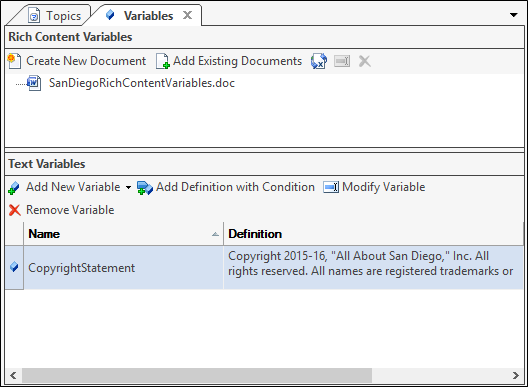 Topics Variables
Rich Content Variables
Create New Document Add Existing Documents
SanDiegoRichContentVariables.doc
Text Variables
Add New Variable Add Definition with Condition Modify Variable
Remove Variable
Name Definition
CopyrightStatement Copyright 2015-16, "All About San Diego," Inc. All
rights reserved. All names are registered trademarks or